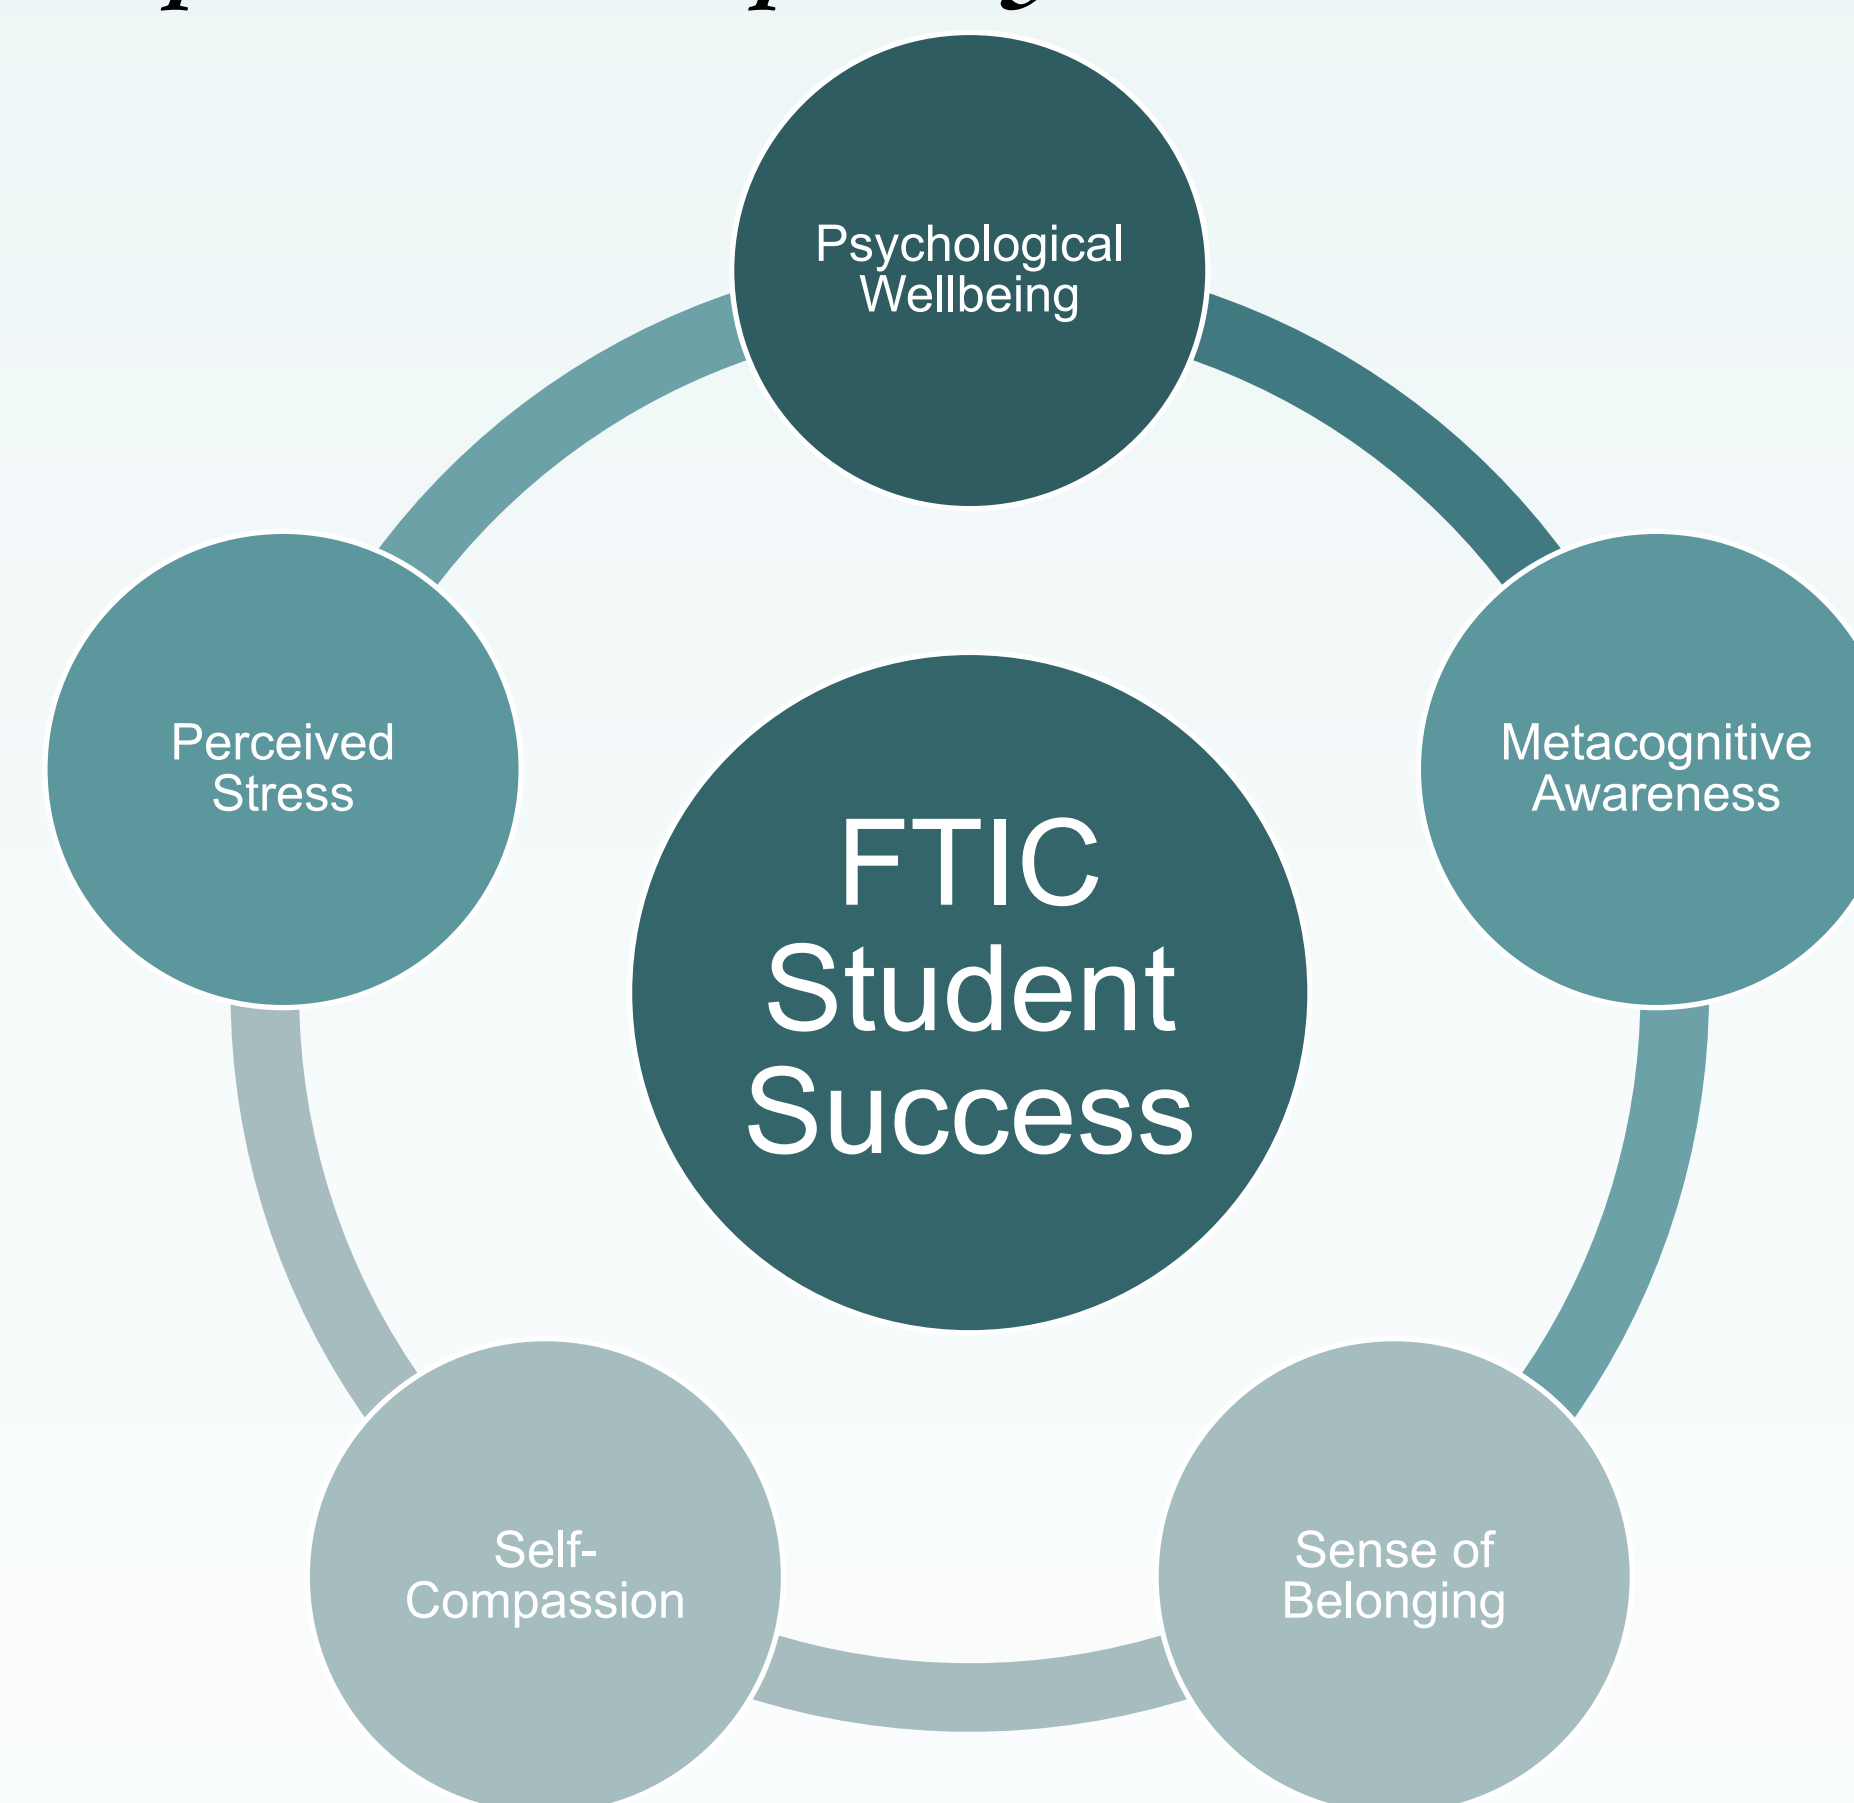 Psychological
Wellbeing
Perceived
Stress
Metacognitive
Awareness
FTIC
Student
Success
Self-
Compassion
Sense of
Belonging